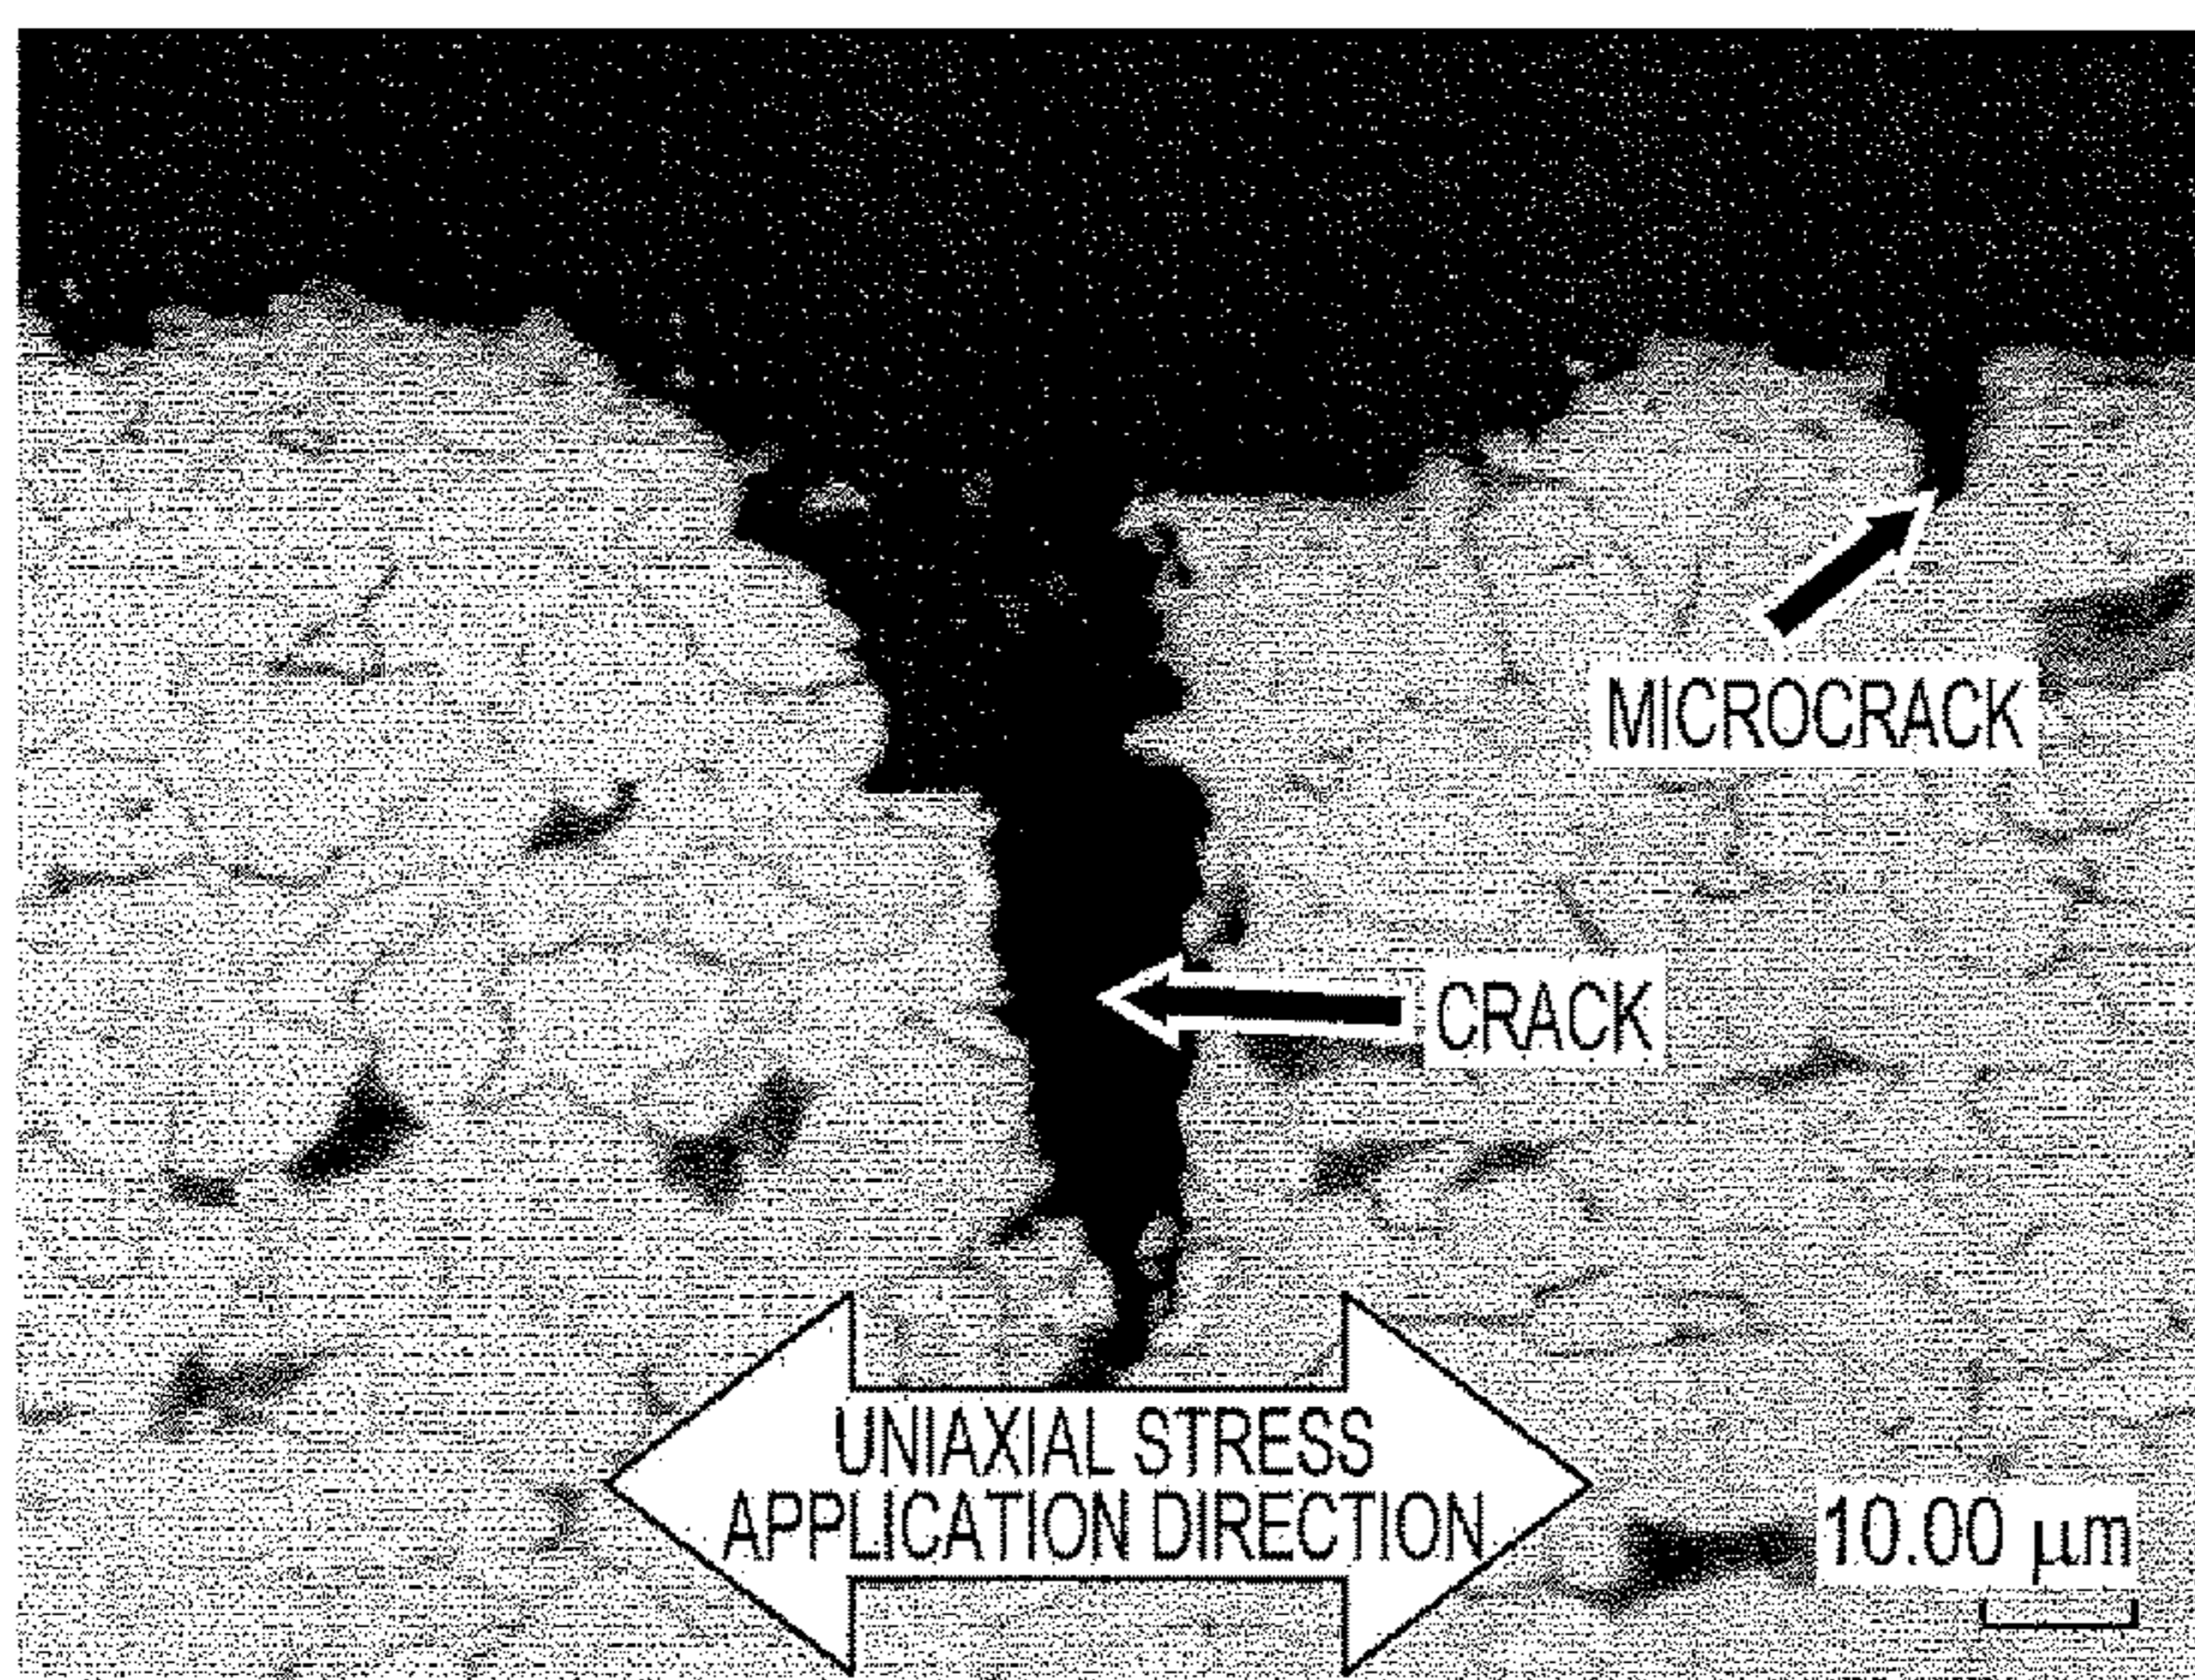 MICROCRACK
CRACK
UNIAXIAL STRESS
APPLICATION DIRECTION
10.00 μm